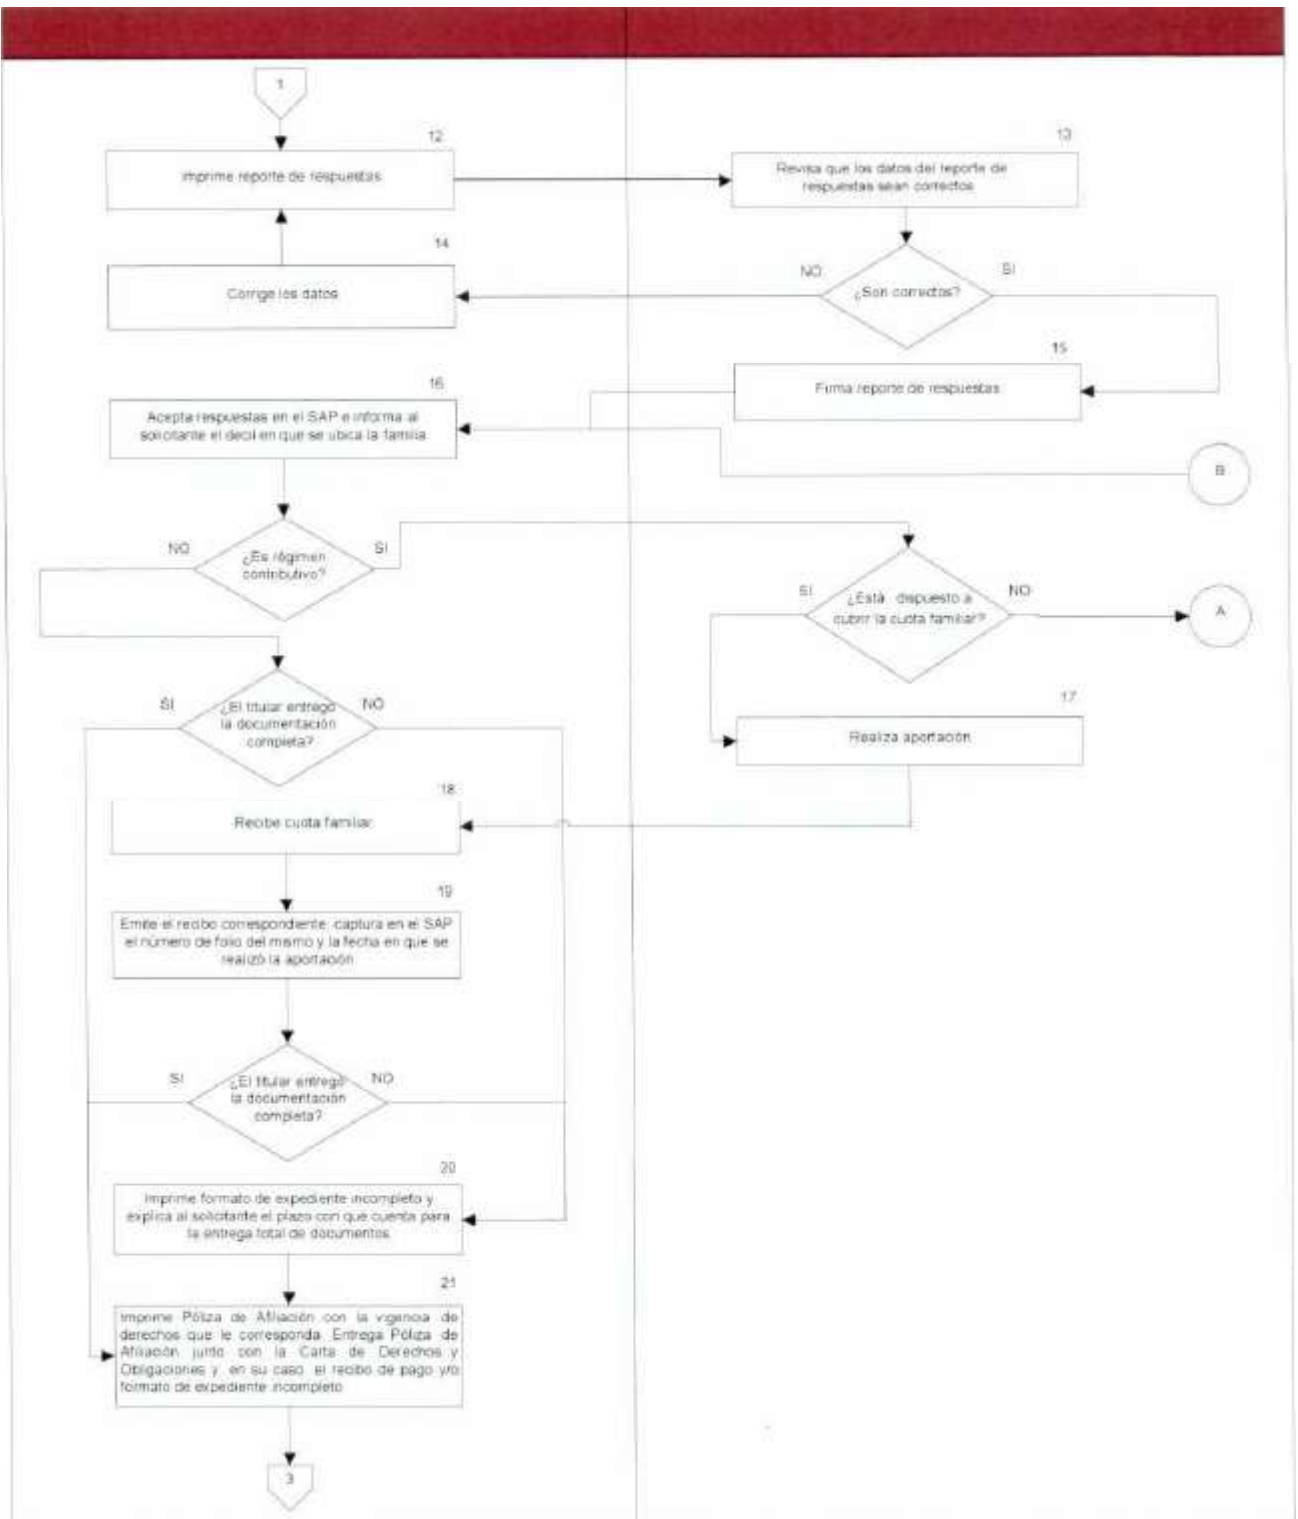 1
12
Imprime reporte de respuestas
13
Revisa que los datos del reporte de
respuestas sean correctos
14
Corrige los datos
NO
¿Son correctos?
SI
15
Firma reporte de respuestas
16
Acepta respuestas en el SAP e informa al
solicitante el decil en que se ubica la familia
B
NO
¿Es régimen
contributivo?
SI
SI
¿Está dispuesto a
cubrir la cuota familiar?
NO
A
SI
¿El titular entregó
la documentación
completa?
NO
17
Realiza aportación
18
Recibe cuota familiar
19
Emite el recibo correspondiente, captura en el SAP
el número de folio del mismo y la fecha en que se
realizó la aportación
SI
¿El titular entregó
la documentación
completa?
NO
20
Imprime formato de expediente incompleto y
explica al solicitante el plazo con que cuenta para
la entrega total de documentos
21
Imprime Póliza de Afiliación con la vigencia de
derechos que le corresponda. Entrega Póliza de
Afiliación junto con la Carta de Derechos y
Obligaciones y, en su caso, el recibo de pago y/o
formato de expediente incompleto
3